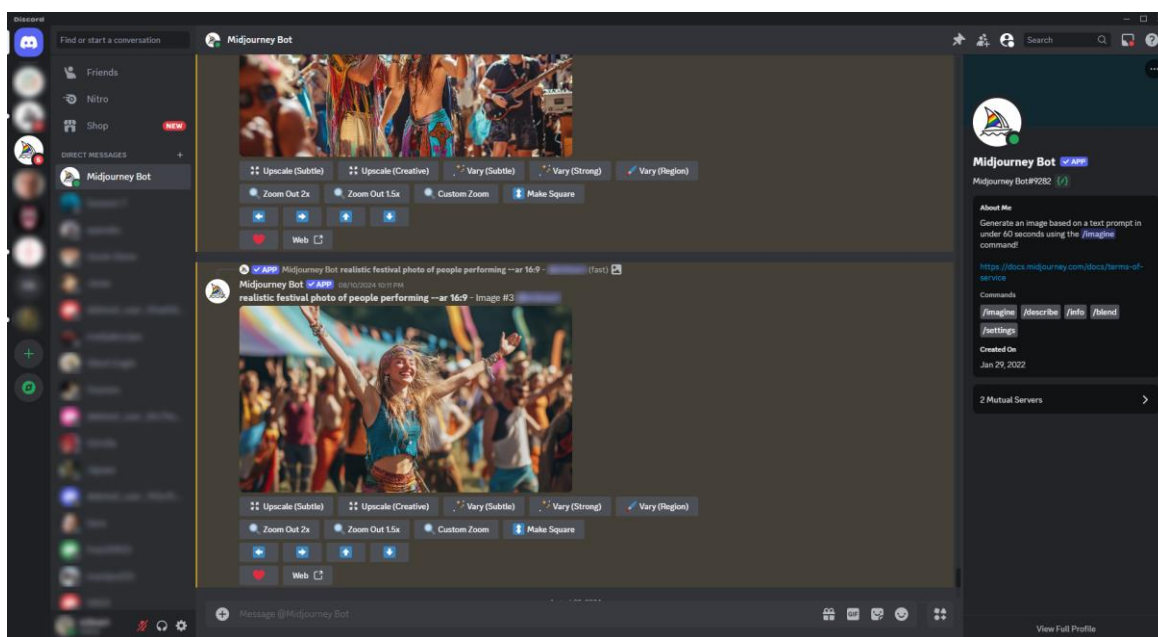 Discord
Find or start a conversation
Midjourney Bot
Search
Friends
Nitro
Shop NEW
DIRECT MESSAGES +
Midjourney Bot
Upscale (Subtle) Upscale (Creative) Vary (Subtle) Vary (Strong) Vary (Region)
Zoom Out 2x Zoom Out 1.5x Custom Zoom Make Square
Web
APP Midjourney Bot realistic festival photo of people performing --ar 16:9 - (fast)
Midjourney Bot APP 08/10/2024 10:11 PM
realistic festival photo of people performing --ar 16:9 - Image #3
Upscale (Subtle) Upscale (Creative) Vary (Subtle) Vary (Strong) Vary (Region)
Zoom Out 2x Zoom Out 1.5x Custom Zoom Make Square
Web
Message @Midjourney Bot
GIF
Midjourney Bot APP
Midjourney Bot#9282
About Me
Generate an image based on a text prompt in
under 60 seconds using the /imagine
command!
https://docs.midjourney.com/docs/terms-of-
service
Commands
/imagine /describe /info /blend
/settings
Created On
Jan 29, 2022
2 Mutual Servers
View Full Profile